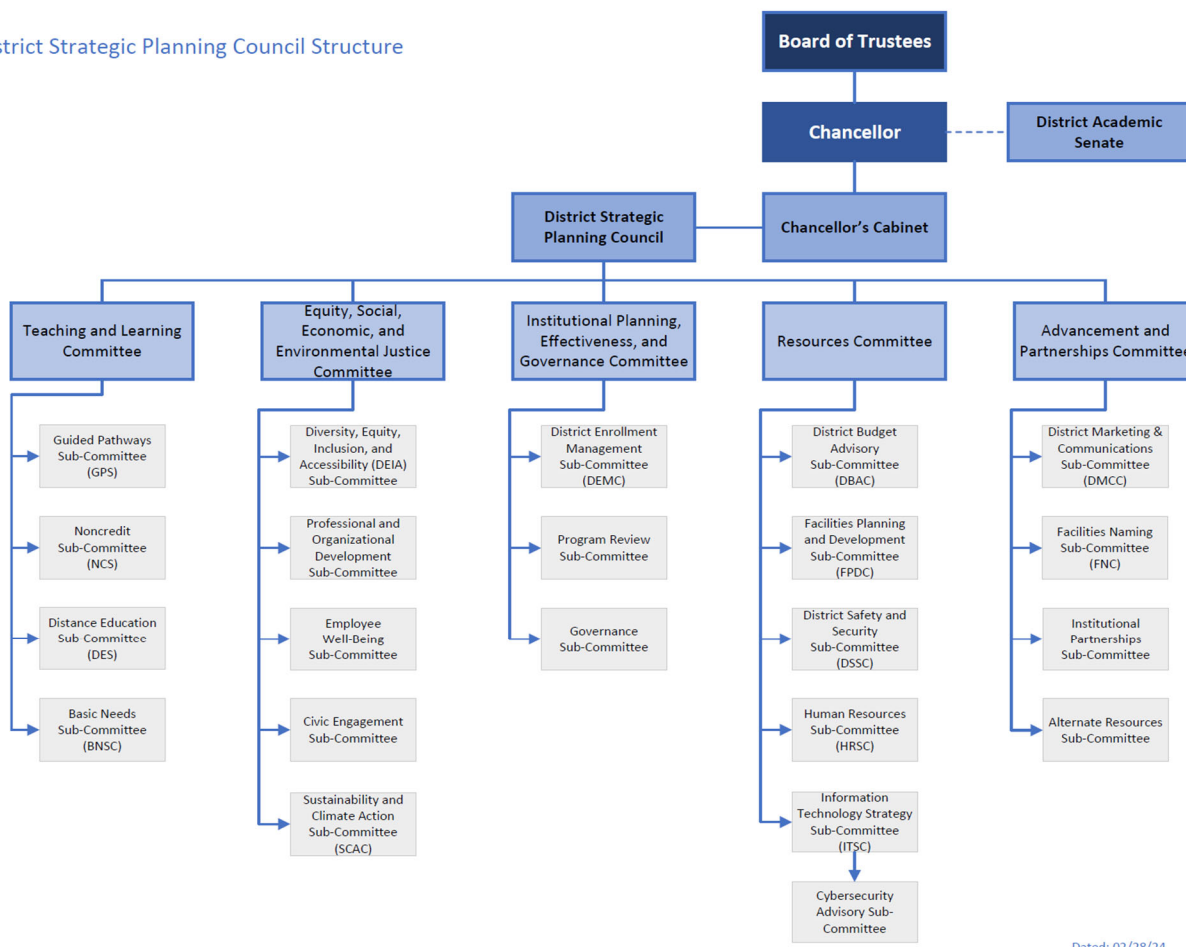 strict Strategic Planning Council Structure
Board of Trustees
Chancellor
District Academic
Senate
District Strategic
Planning Council
Chancellor’s Cabinet
Teaching and Learning
Committee
Equity, Social,
Economic, and
Environmental Justice
Committee
Institutional Planning,
Effectiveness, and
Governance Committee
Resources Committee
Advancement and
Partnerships Committee
Guided Pathways
Sub-Committee
(GPS)
Noncredit
Sub-Committee
(NCS)
Distance Education
Sub-Committee
(DES)
Basic Needs
Sub-Committee
(BNSC)
Diversity, Equity,
Inclusion, and
Accessibility (DEIA)
Sub-Committee
Professional and
Organizational
Development
Sub-Committee
Employee
Well-Being
Sub-Committee
Civic Engagement
Sub-Committee
Sustainability and
Climate Action
Sub-Committee
(SCAC)
District Enrollment
Management
Sub-Committee
(DEMC)
Program Review
Sub-Committee
Governance
Sub-Committee
District Budget
Advisory
Sub-Committee
(DBAC)
Facilities Planning
and Development
Sub-Committee
(FPDC)
District Safety and
Security
Sub-Committee
(DSSC)
Human Resources
Sub-Committee
(HRSC)
Information
Technology Strategy
Sub-Committee
(ITSC)
Cybersecurity
Advisory Sub-
Committee
District Marketing &
Communications
Sub-Committee
(DMCC)
Facilities Naming
Sub-Committee
(FNC)
Institutional
Partnerships
Sub-Committee
Alternate Resources
Sub-Committee
Dated: 02/28/24